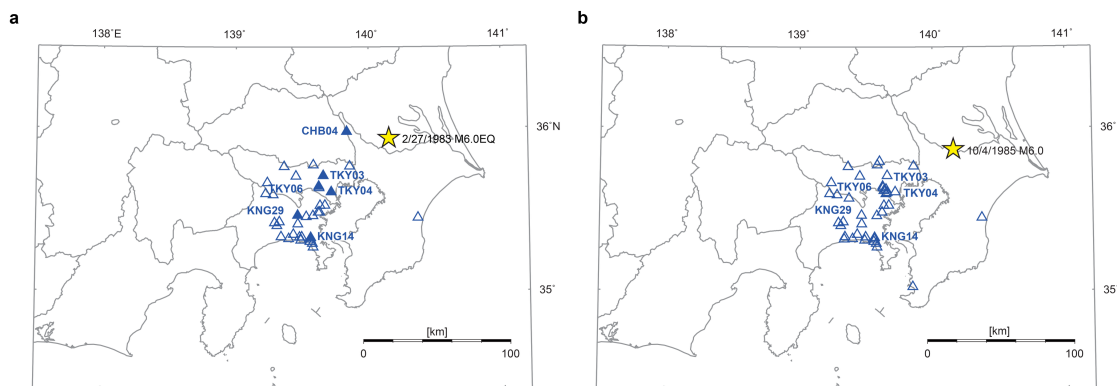 a
138°E
139°
140°
141°
36°N
35°
CHB04
2/27/1983 M6.0EQ
TKY03
TKY06
TKY04
KNG29
KNG14
[km]
0
100
b
138°
139°
140°
141°
36°
35°
10/4/1985 M6.0
TKY03
TKY06
TKY04
KNG29
KNG14
[km]
0
100